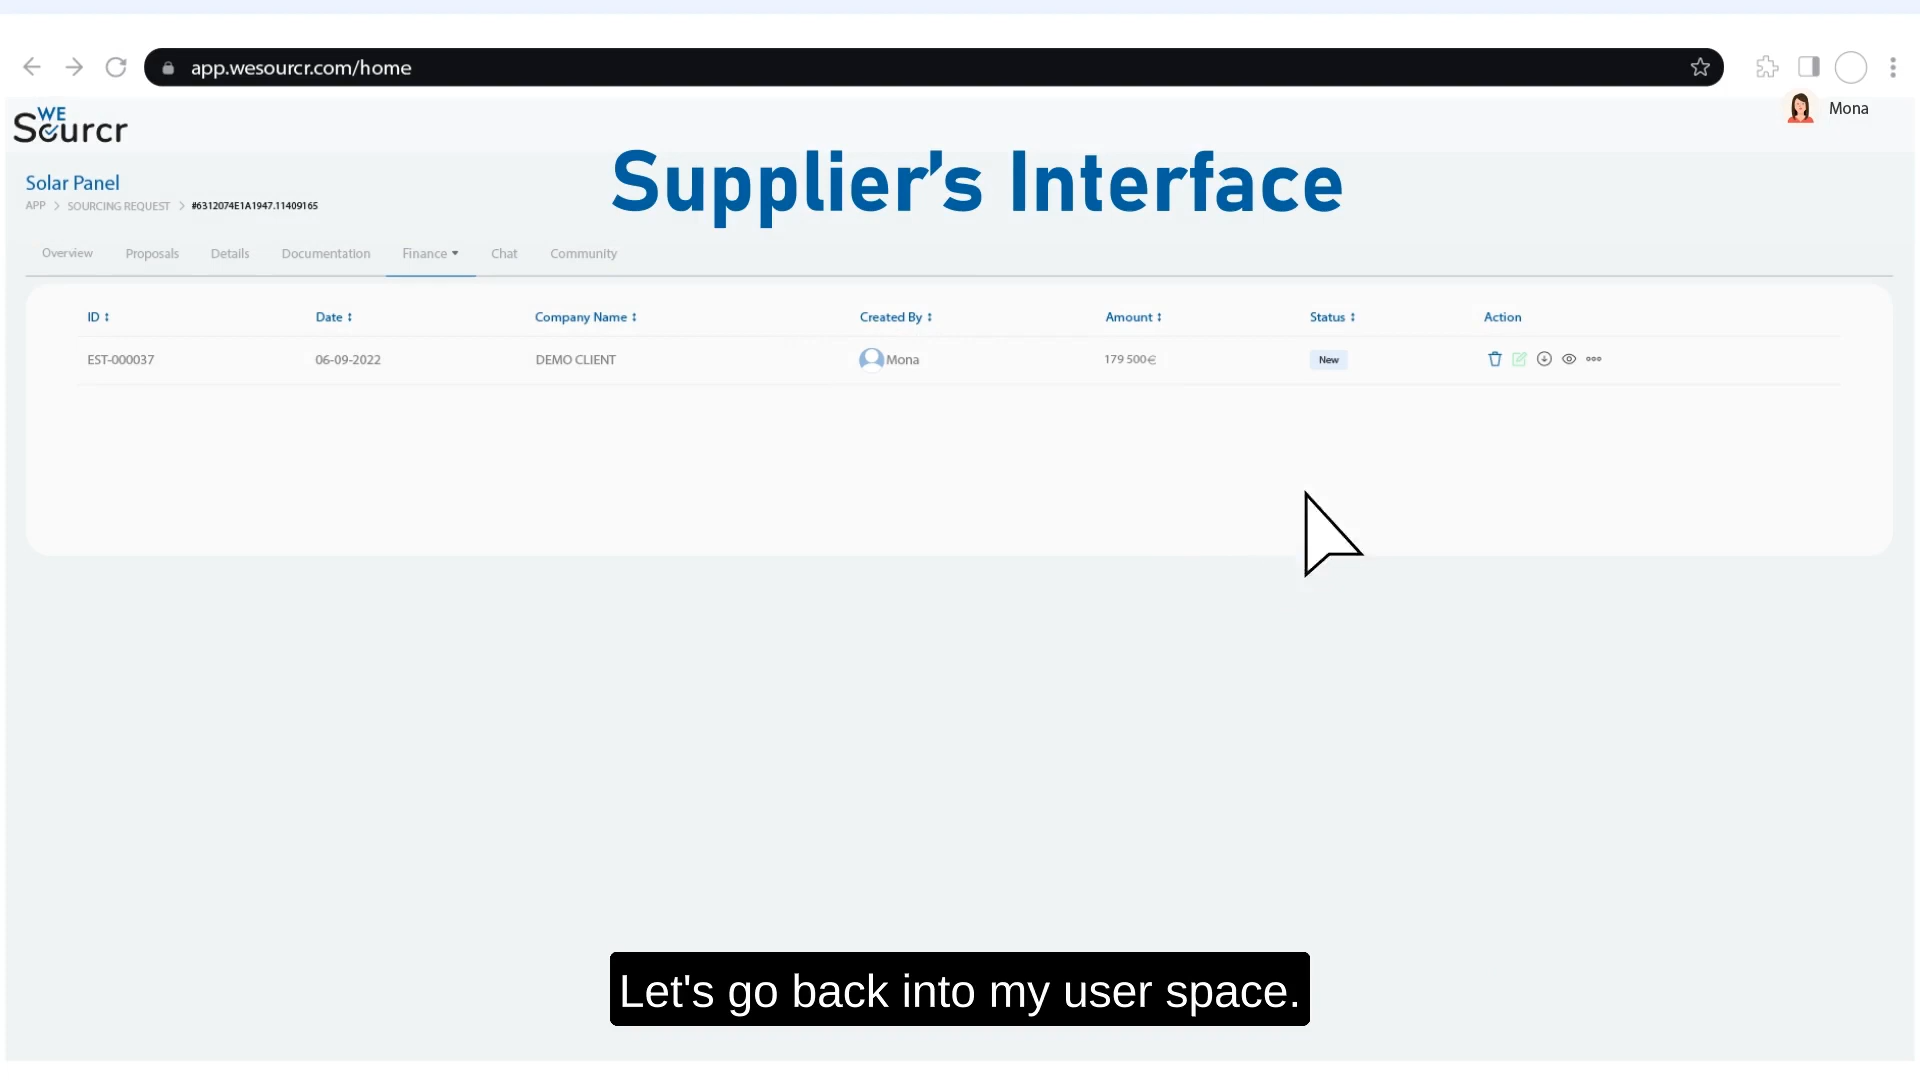 app.wesourcr.com/home
WE
Sourcr
Mona
Supplier's Interface
Solar Panel
APP > SOURCING REQUEST > #6312074E1A1947.11409165
Overview Proposals Details Documentation Finance Chat Community
ID Date Company Name Created By Amount Status Action
EST-000037 06-09-2022 DEMO CLIENT Mona 179 500€ New
Let's go back into my user space.